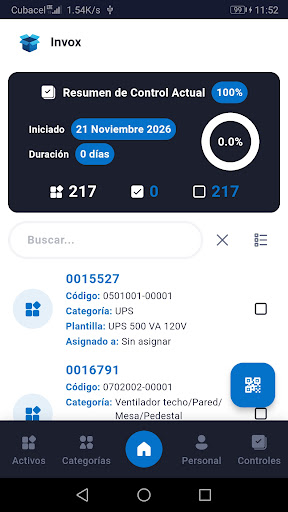 Cubacel 1.54K/s 99 11:52
Invox
Resumen de Control Actual 100%
Iniciado 21 Noviembre 2026
Duración 0 días
0.0%
217 0 217
Buscar...
0015527
Código: 0501001-00001
Categoría: UPS
Plantilla: UPS 500 VA 120V
Asignado a: Sin asignar
0016791
Código: 0702002-00001
Categoría: Ventilador techo/Pared/
Mesa/Pedestal
Activos Categorías Personal Controles